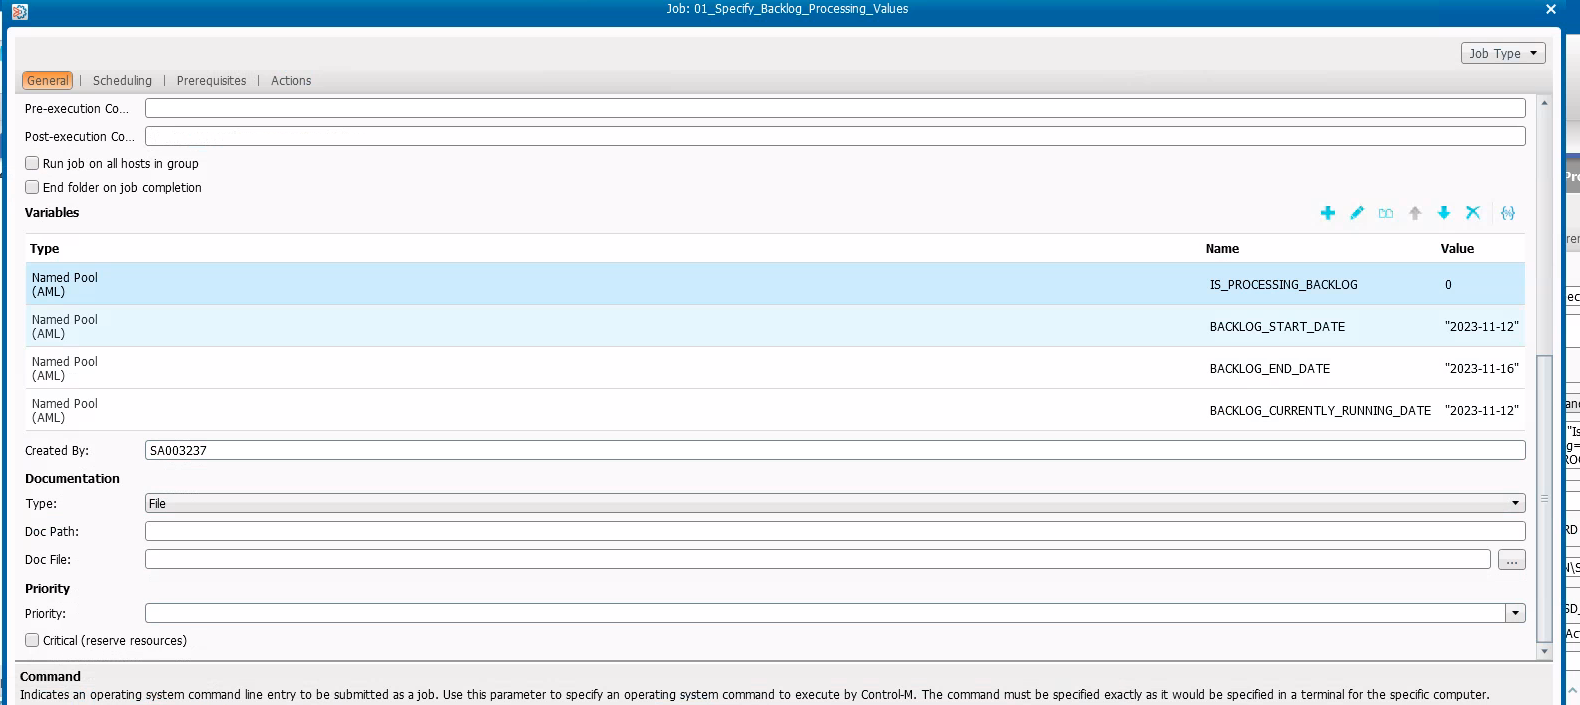 Job: 01_Specify_Backlog_Processing_Values
Job Type
General | Scheduling | Prerequisites | Actions
Pre-execution Co...
Post-execution Co...
Run job on all hosts in group
End folder on job completion
Variables
Type Name Value
Named Pool
(AML) IS_PROCESSING_BACKLOG 0
Named Pool
(AML) BACKLOG_START_DATE "2023-11-12"
Named Pool
(AML) BACKLOG_END_DATE "2023-11-16"
Named Pool
(AML) BACKLOG_CURRENTLY_RUNNING_DATE "2023-11-12"
Created By: SA003237
Documentation
Type: File
Doc Path:
Doc File: ...
Priority
Priority:
Critical (reserve resources)
Command
Indicates an operating system command line entry to be submitted as a job. Use this parameter to specify an operating system command to execute by Control-M. The command must be specified exactly as it would be specified in a terminal for the specific computer.